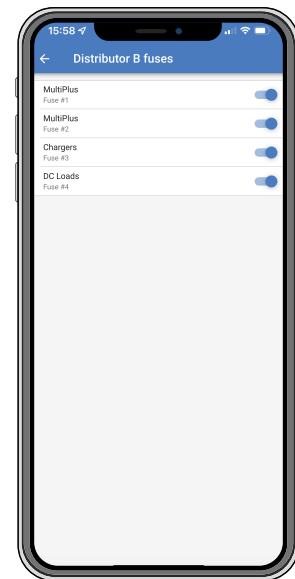 15:58
Distributor B fuses
MultiPlus
Fuse #1
MultiPlus
Fuse #2
Chargers
Fuse #3
DC Loads
Fuse #4